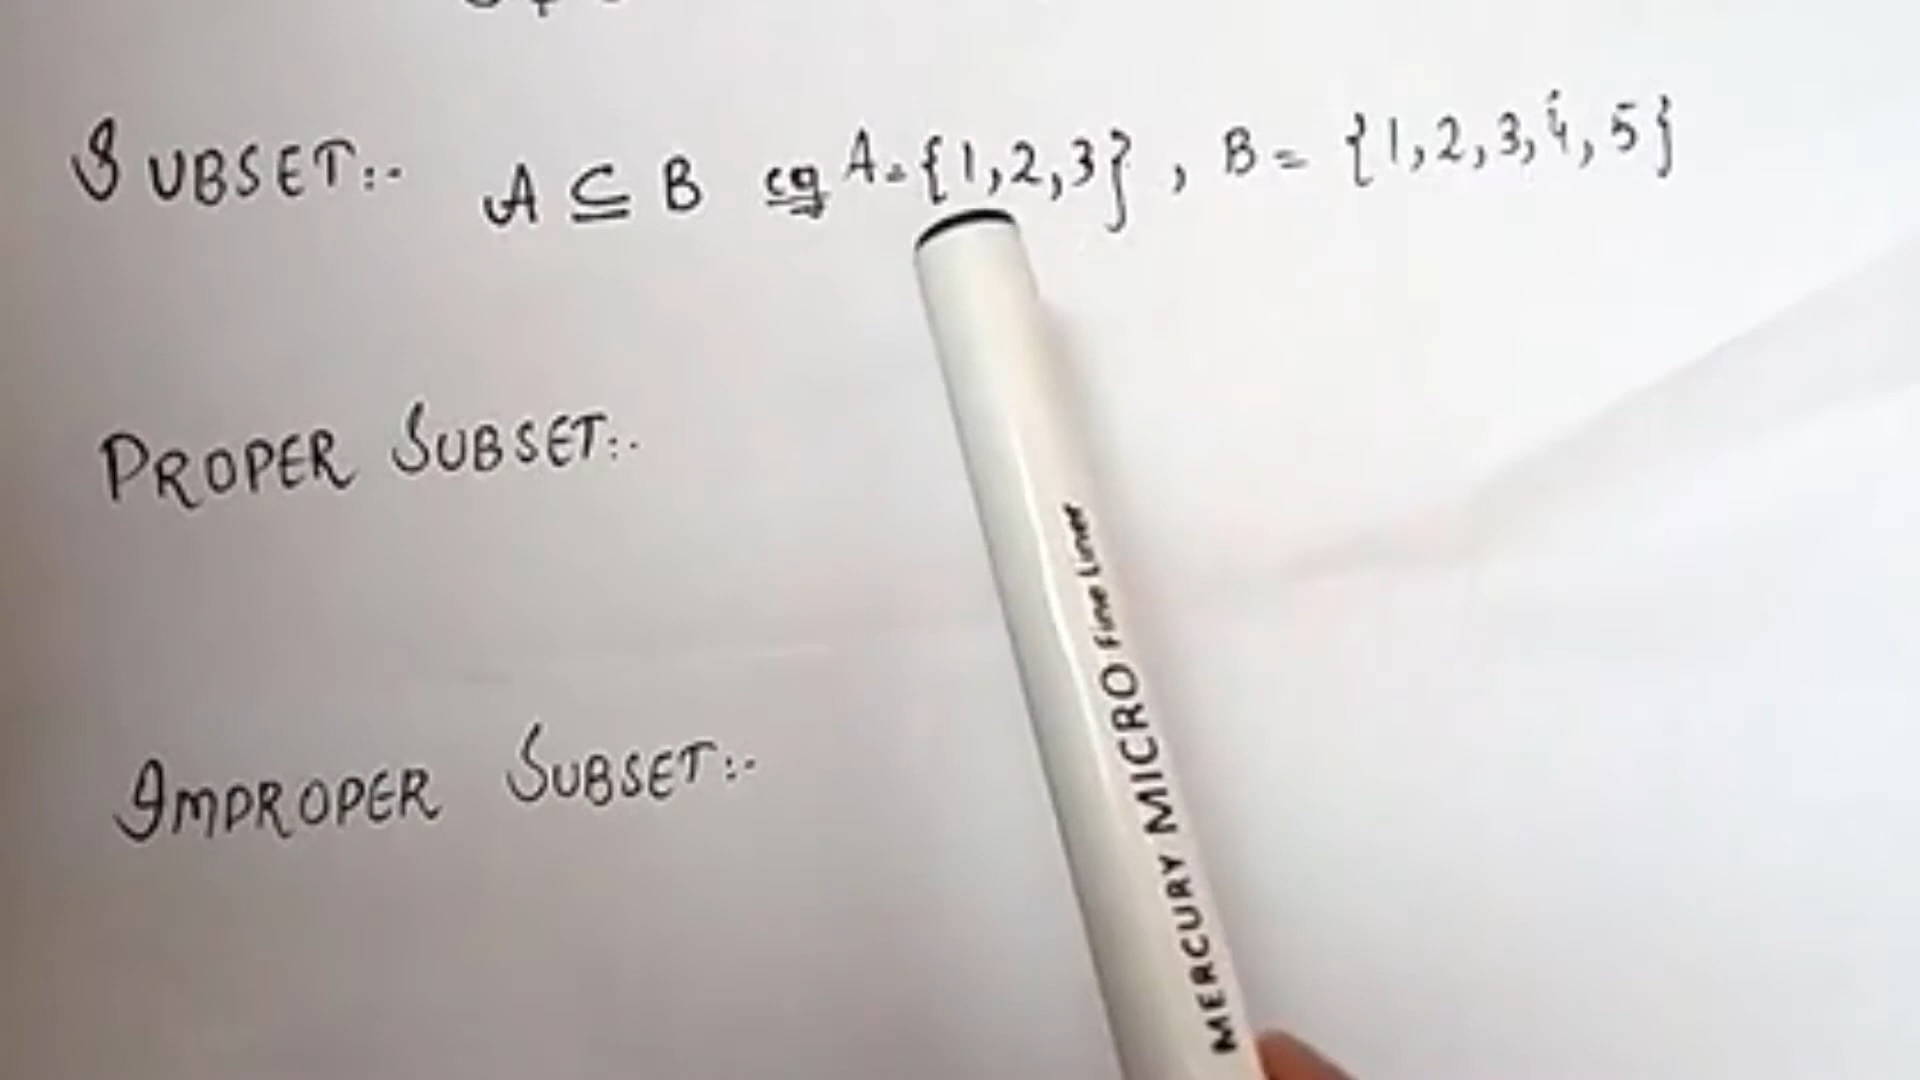 SUBSET:- A ⊆ B eg A = {1,2,3}, B = {1,2,3,4,5}
PROPER SUBSET:-
IMPROPER SUBSET:-
MERCURY MICRO Fine Liner